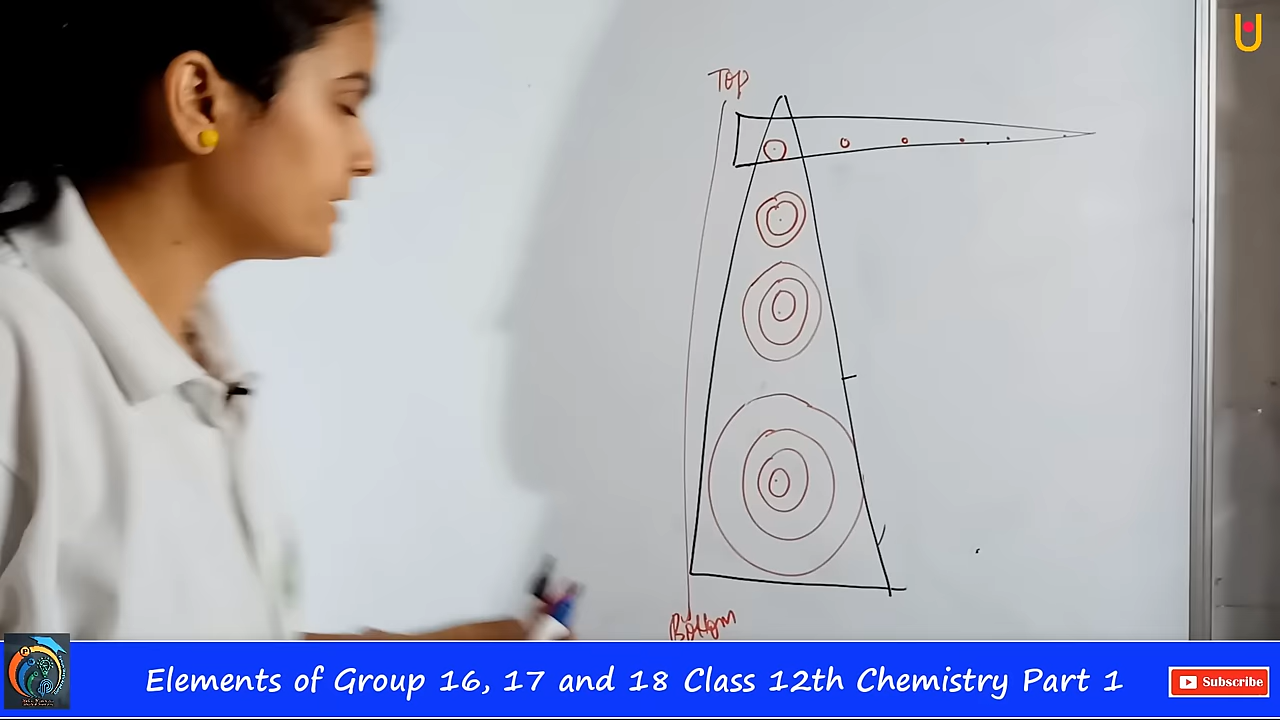 Top
Bottom
Elements of Group 16, 17 and 18 Class 12th Chemistry Part 1
Subscribe